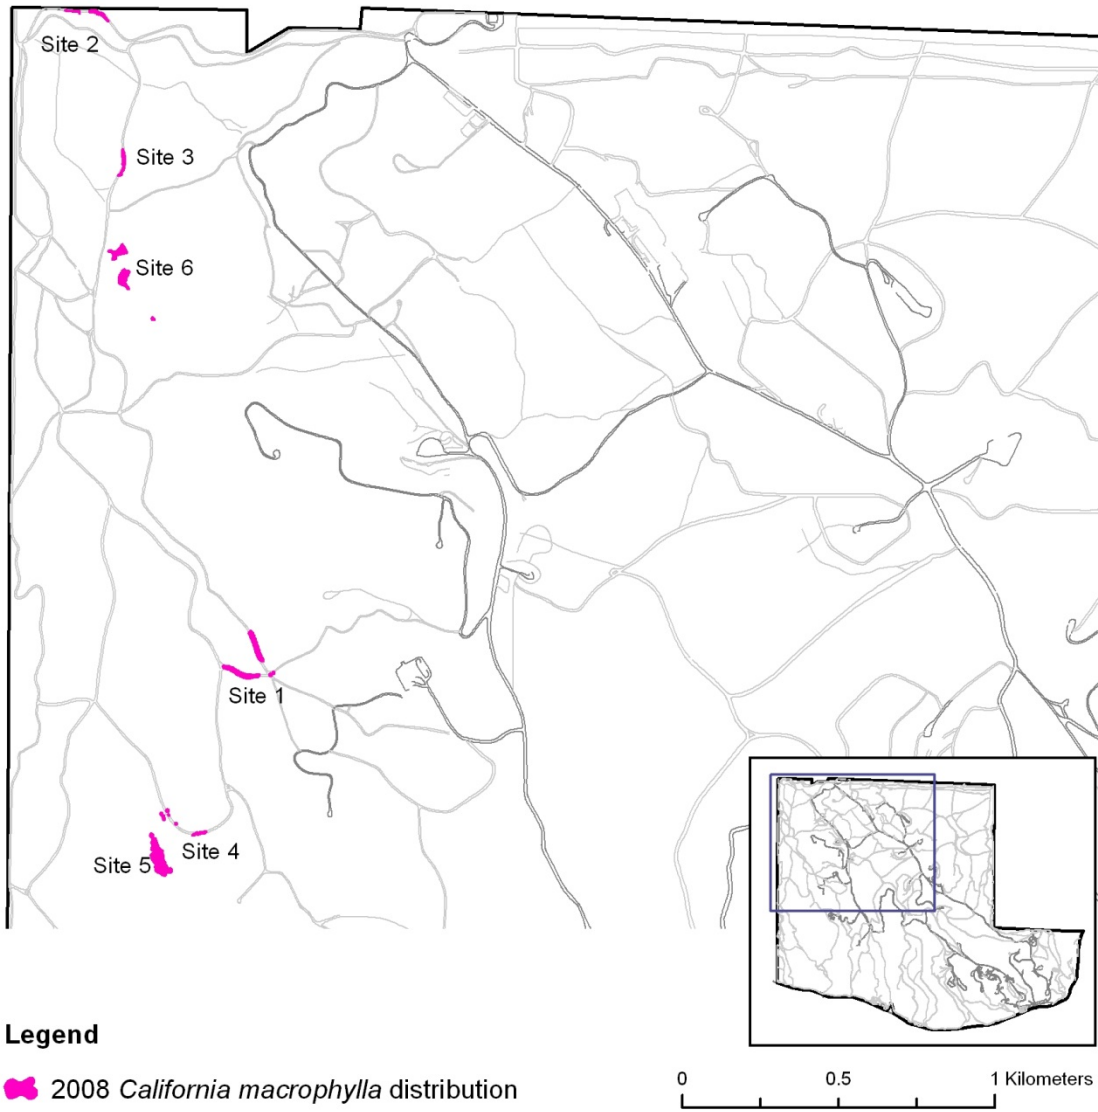 Site 2
Site 3
Site 6
Site 1
Site 4
Site 5
Legend
2008 California macrophylla distribution
0 0.5 1 Kilometers